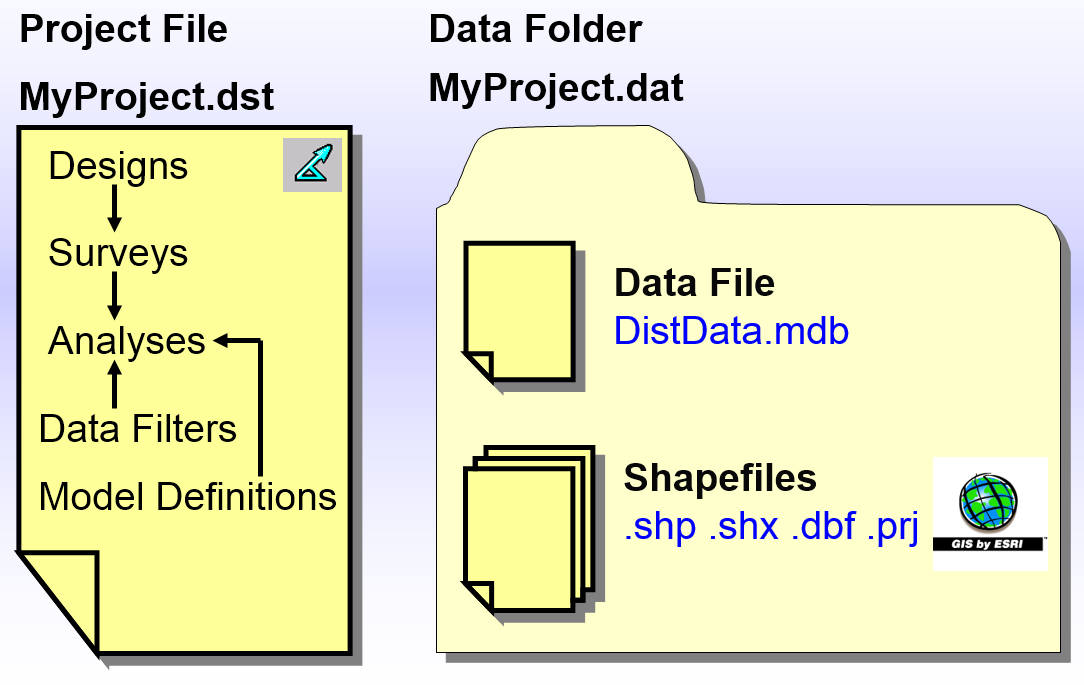 Project File
MyProject.dst
Designs
Surveys
Analyses
Data Filters
Model Definitions
Data Folder
MyProject.dat
Data File
DistData.mdb
Shapefiles
.shp .shx .dbf .prj
GIS by ESRI